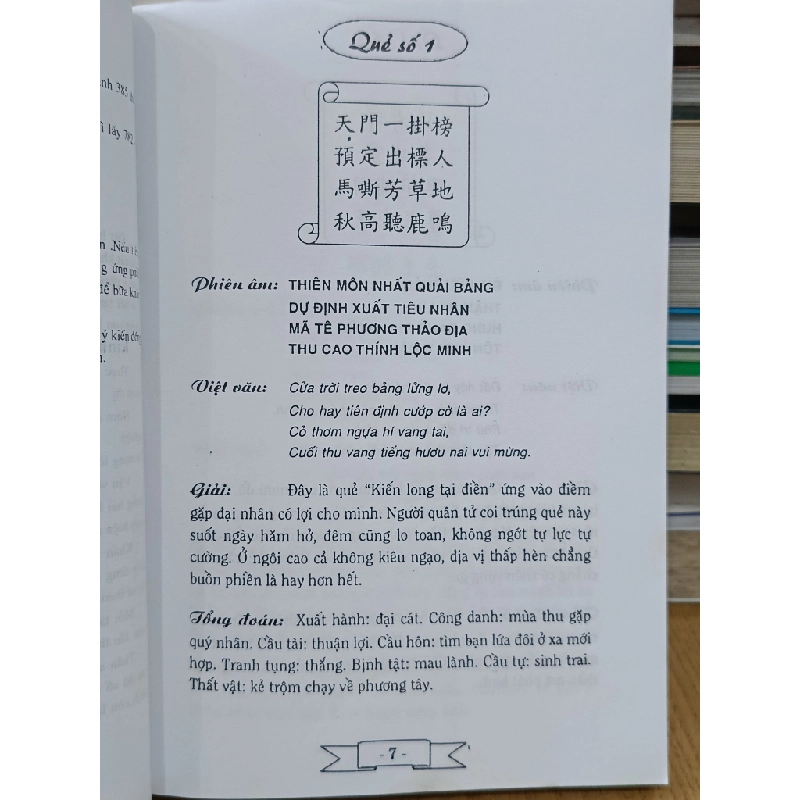 Quẻ số 1
天門一掛榜
預定出標人
馬嘶芳草地
秋高聽鹿鳴
Phiên âm: THIÊN MÔN NHẤT QUẢI BẢNG
DỰ ĐỊNH XUẤT TIÊU NHÂN
MÃ TÊ PHƯƠNG THẢO ĐỊA
THU CAO THÍNH LỘC MINH
Việt văn: Cửa trời treo bảng lửng lơ,
Cho hay tiên định cướp cờ là ai?
Cỏ thơm ngựa hí vang tai,
Cuối thu vang tiếng hươu nai vui mừng.
Giải: Đây là quẻ “Kiến long tại điền” ứng vào điềm
gặp đại nhân có lợi cho mình. Người quân tử coi trúng quẻ này
suốt ngày hăm hở, đêm cũng lo toan, không ngớt tự lực tự
cường. Ở ngôi cao cả không kiêu ngạo, địa vị thấp hèn chẳng
buồn phiền là hay hơn hết.
Tổng đoán: Xuất hành: đại cát. Công danh: mùa thu gặp
quý nhân. Cầu tài: thuận lợi. Cầu hôn: tìm bạn lứa đôi ở xa mới
hợp. Tranh tụng: thắng. Bịnh tật: mau lành. Cầu tự: sinh trai.
Thất vật: kẻ trộm chạy về phương tây.
- 7 -